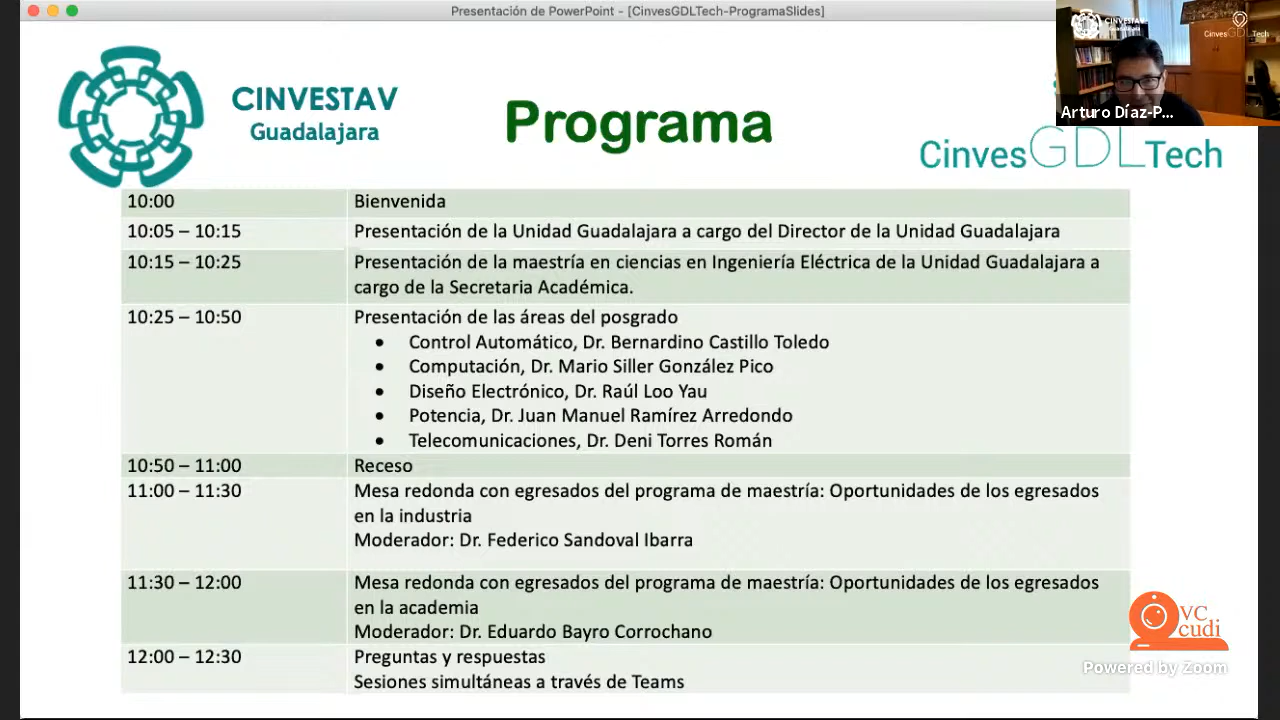 Presentación de PowerPoint - [CinvesGDLTech-ProgramaSlides]
CINVESTAV
Guadalajara
Programa
CINVESTAV
Guadalajara
CinvesGDLTech
Arturo Díaz-P...
CinvesGDLTech
10:00 Bienvenida
10:05 – 10:15 Presentación de la Unidad Guadalajara a cargo del Director de la Unidad Guadalajara
10:15 – 10:25 Presentación de la maestría en ciencias en Ingeniería Eléctrica de la Unidad Guadalajara a
cargo de la Secretaria Académica.
10:25 – 10:50 Presentación de las áreas del posgrado
• Control Automático, Dr. Bernardino Castillo Toledo
• Computación, Dr. Mario Siller González Pico
• Diseño Electrónico, Dr. Raúl Loo Yau
• Potencia, Dr. Juan Manuel Ramírez Arredondo
• Telecomunicaciones, Dr. Deni Torres Román
10:50 – 11:00 Receso
11:00 – 11:30 Mesa redonda con egresados del programa de maestría: Oportunidades de los egresados
en la industria
Moderador: Dr. Federico Sandoval Ibarra
11:30 – 12:00 Mesa redonda con egresados del programa de maestría: Oportunidades de los egresados
en la academia
Moderador: Dr. Eduardo Bayro Corrochano
12:00 – 12:30 Preguntas y respuestas
Sesiones simultáneas a través de Teams
VC
cudi
Powered by Zoom